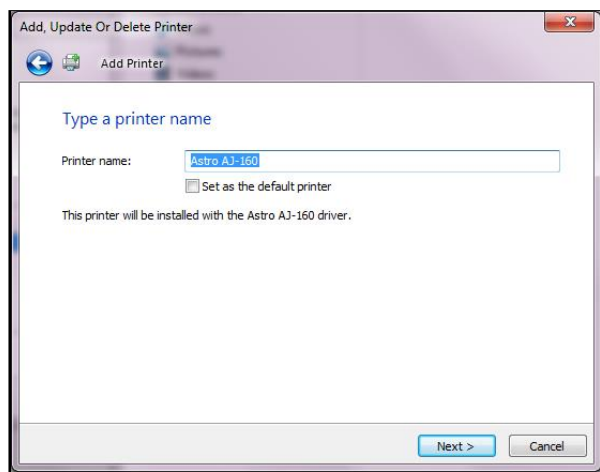 Add, Update Or Delete Printer
Add Printer
Type a printer name
Printer name:
Astro AJ-160
Set as the default printer
This printer will be installed with the Astro AJ-160 driver.
Next >
Cancel